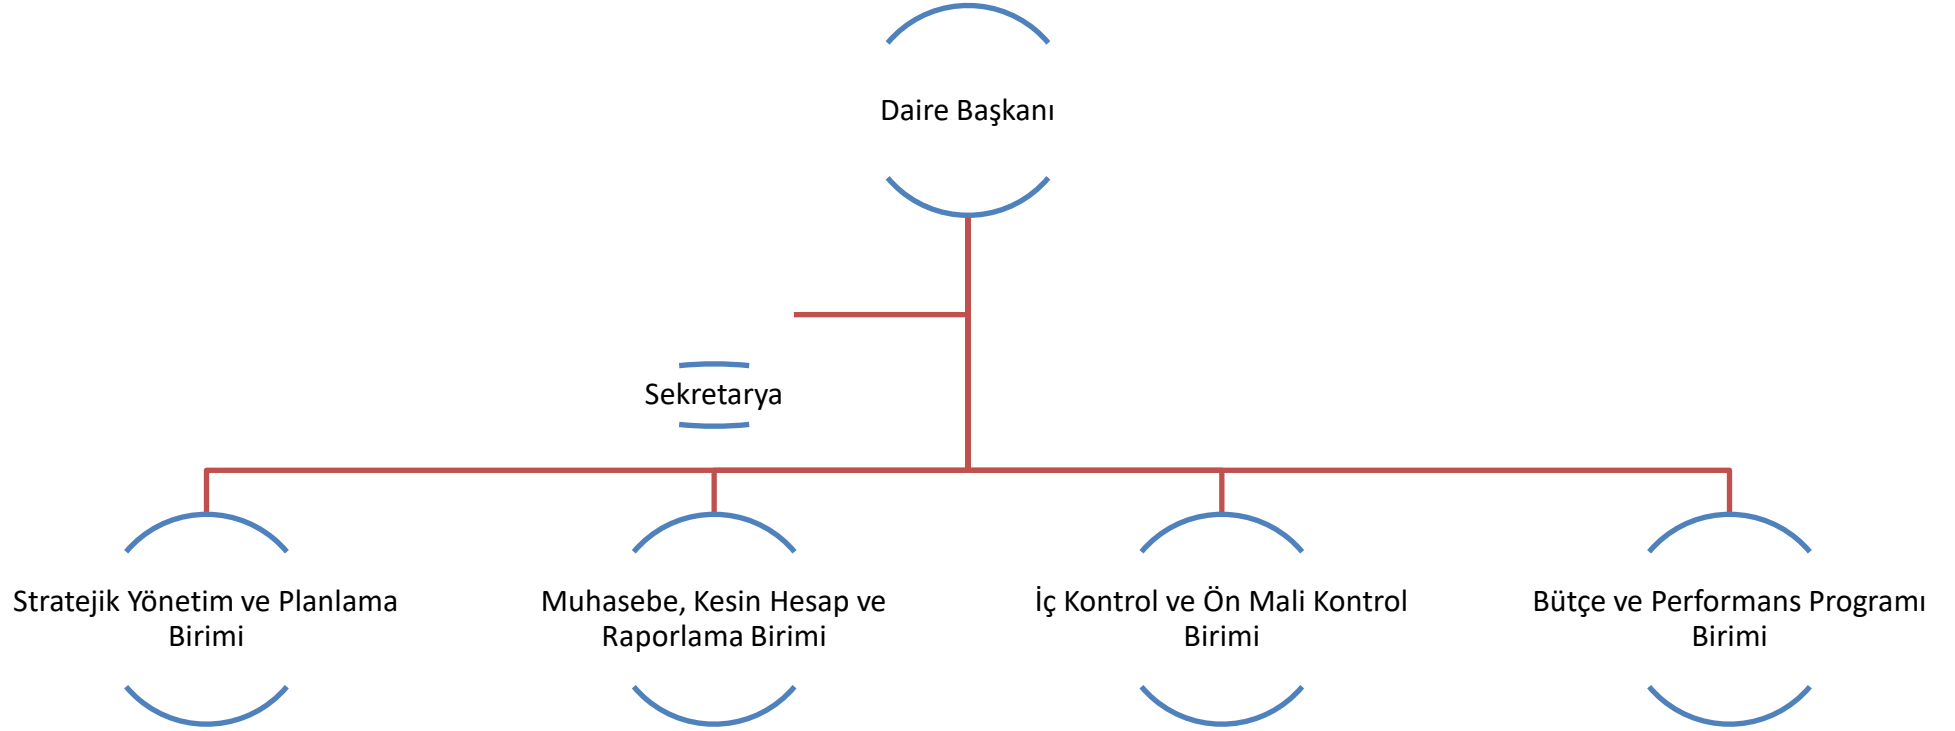 Daire Başkanı
Sekretarya
Stratejik Yönetim ve Planlama
Birimi
Muhasebe, Kesin Hesap ve
Raporlama Birimi
İç Kontrol ve Ön Mali Kontrol
Birimi
Bütçe ve Performans Programı
Birimi